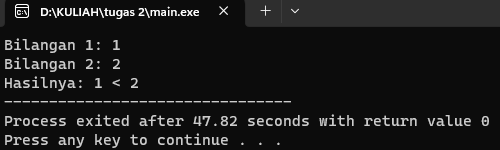 D:\KULIAH\tugas 2\main.exe
Bilangan 1: 1
Bilangan 2: 2
Hasilnya: 1 < 2
--------------------------------
Process exited after 47.82 seconds with return value 0
Press any key to continue . . .